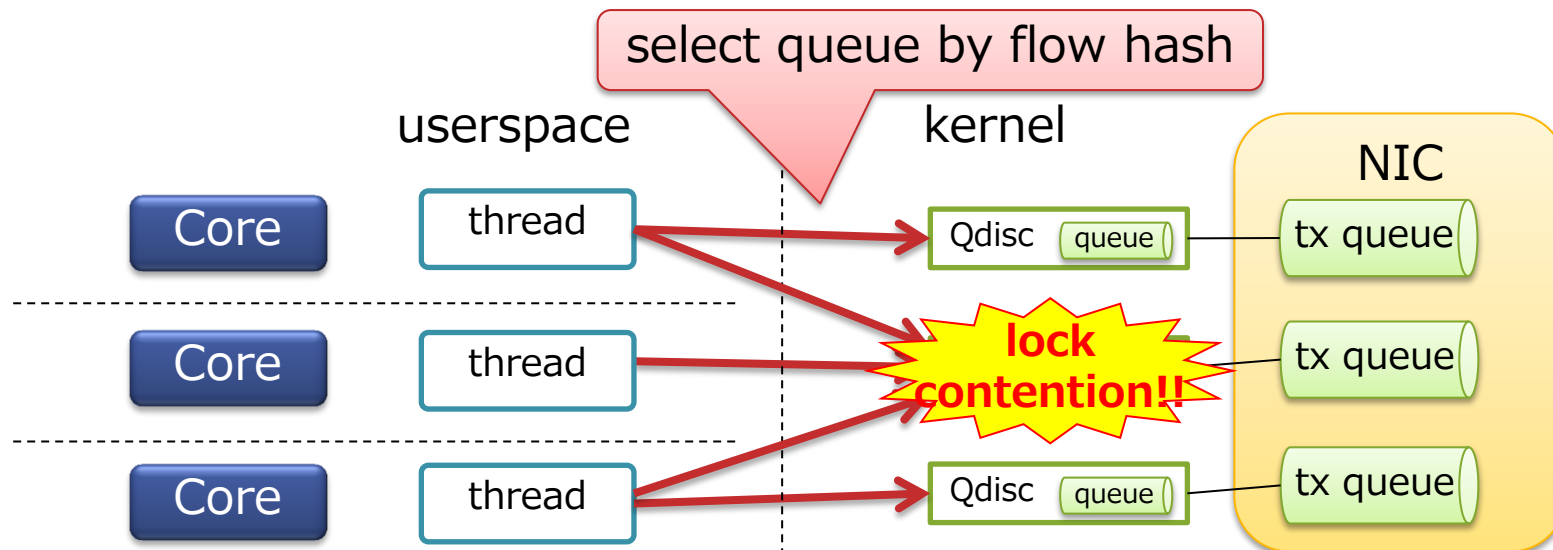 select queue by flow hash
userspace
kernel
NIC
Core
thread
Qdisc
queue
tx queue
Core
thread
lock
contention!!
tx queue
Core
thread
Qdisc
queue
tx queue